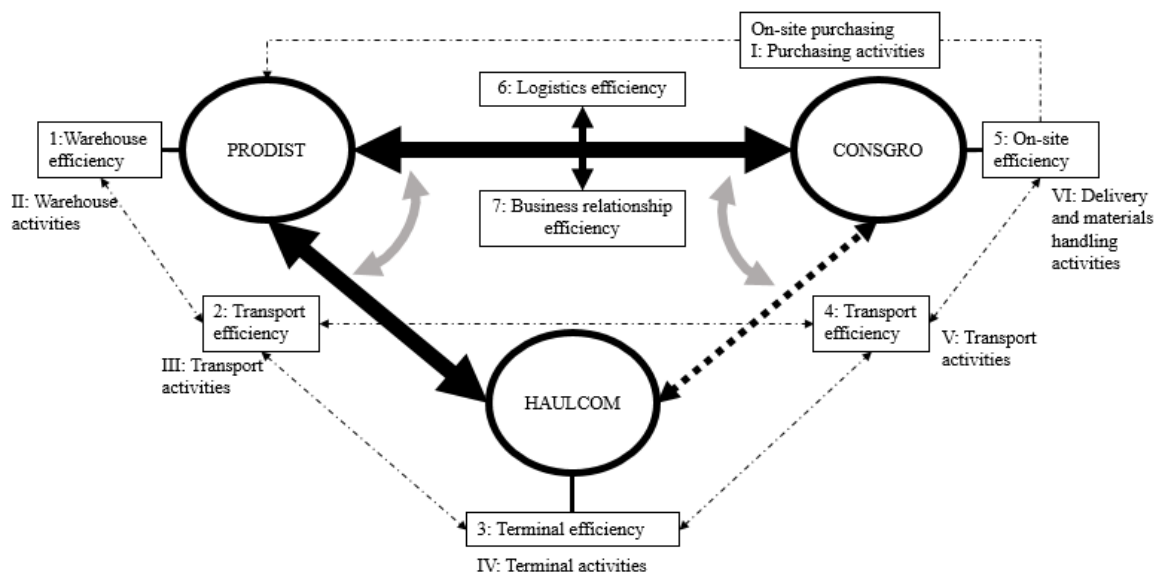 On-site purchasing
I: Purchasing activities
6: Logistics efficiency
1:Warehouse
efficiency
PRODIST
CONSGRO
5: On-site
efficiency
II: Warehouse
activities
7: Business relationship
efficiency
VI: Delivery
and materials
handling
activities
2: Transport
efficiency
4: Transport
efficiency
III: Transport
activities
V: Transport
activities
HAULCOM
3: Terminal efficiency
IV: Terminal activities